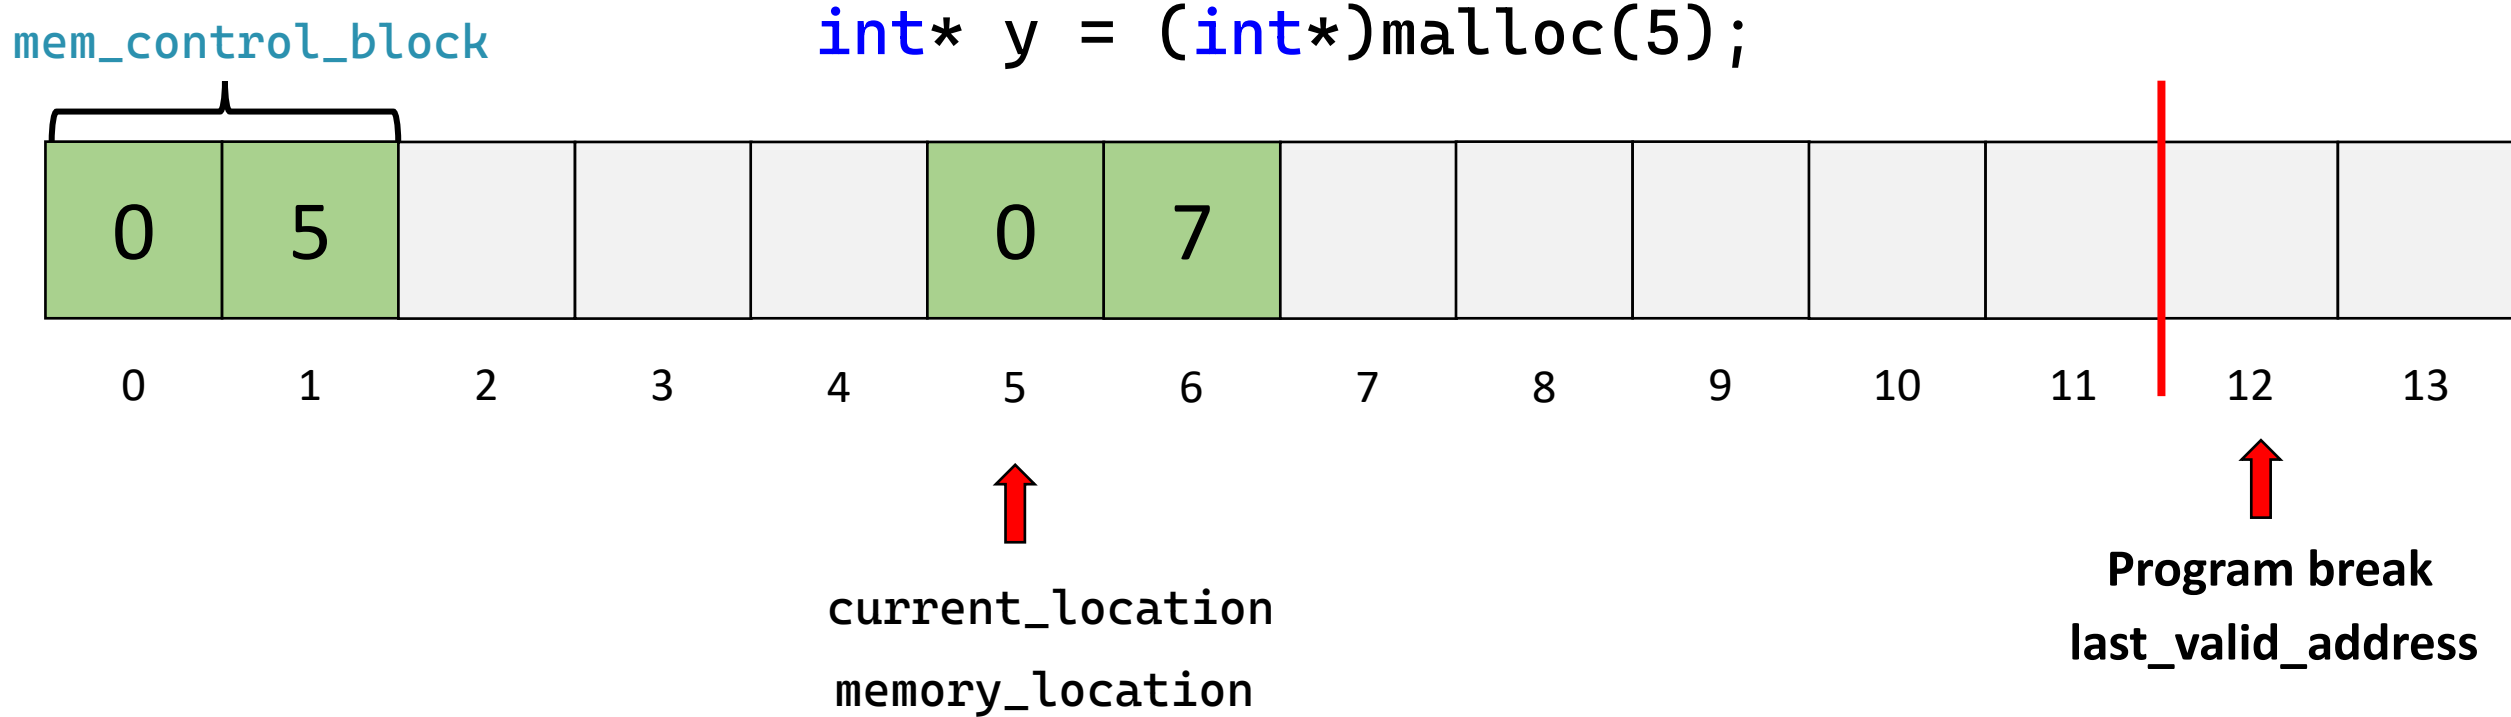 mem_control_block
int* y = (int*)malloc(5);
0 5 0 7
0 1 2 3 4 5 6 7 8 9 10 11 12 13
current_location
memory_location
Program break
last_valid_address